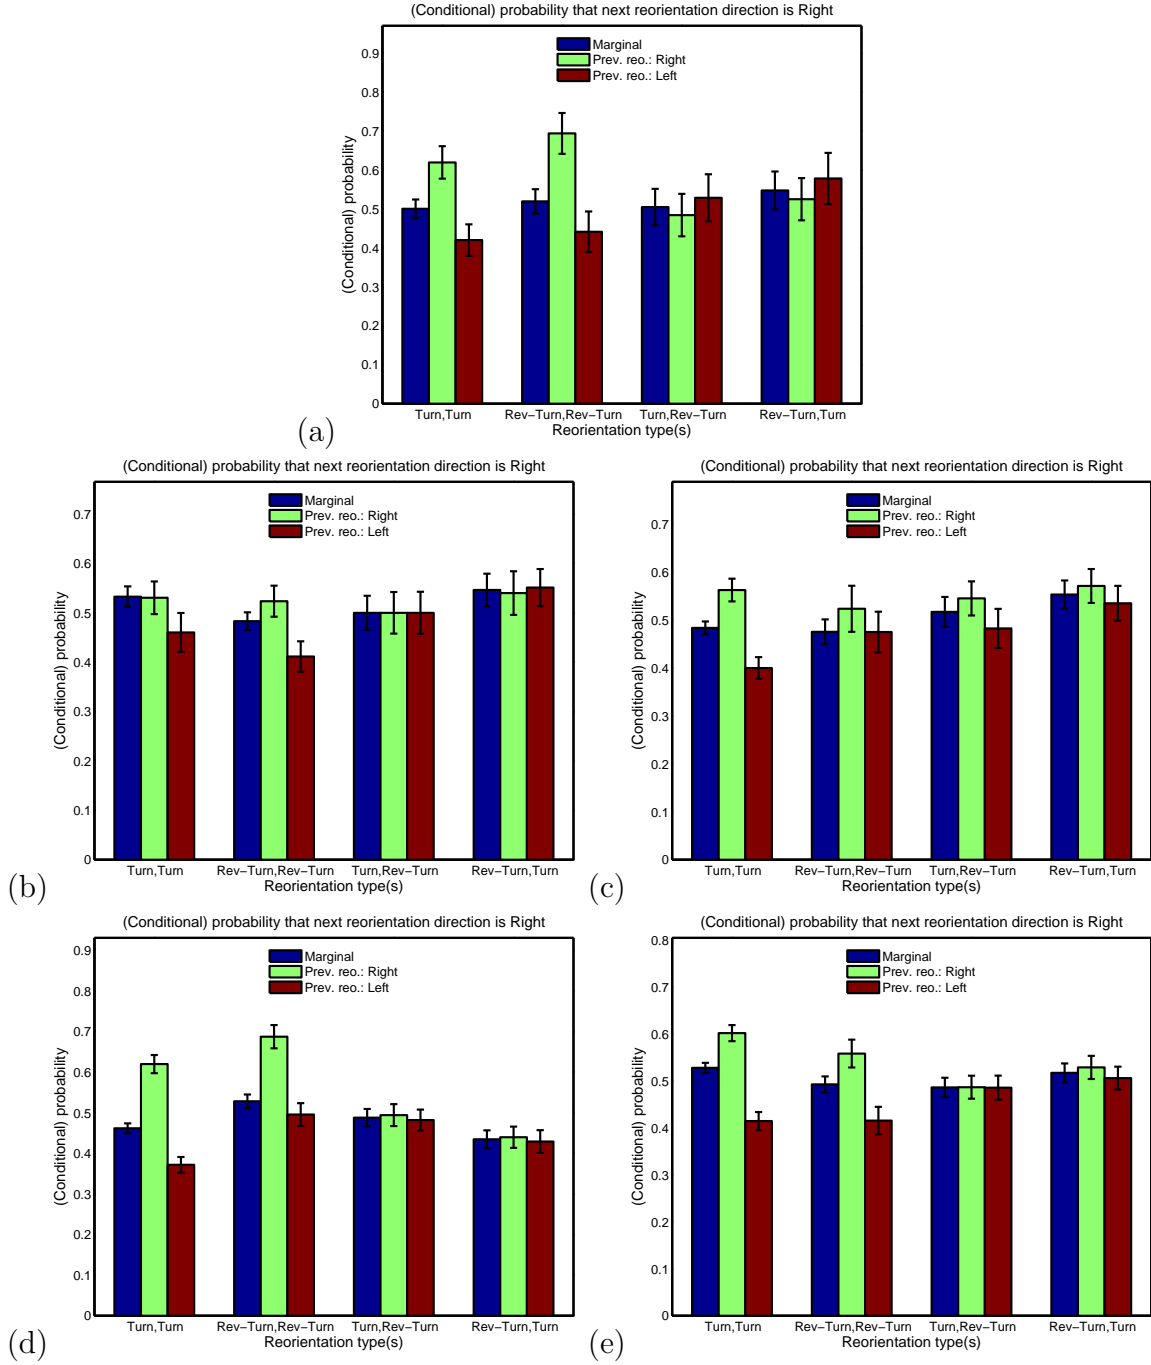 (Conditional) probability that next reorientation direction is Right
Marginal
Prev. reo.: Right
Prev. reo.: Left
(Conditional) probability
0.9
0.8
0.7
0.6
0.5
0.4
0.3
0.2
0.1
0
Turn,Turn Rev−Turn,Rev−Turn Turn,Rev−Turn Rev−Turn,Turn
Reorientation type(s)
(a)
(Conditional) probability that next reorientation direction is Right
Marginal
Prev. reo.: Right
Prev. reo.: Left
(Conditional) probability
0.7
0.6
0.5
0.4
0.3
0.2
0.1
0
Turn,Turn Rev−Turn,Rev−Turn Turn,Rev−Turn Rev−Turn,Turn
Reorientation type(s)
(b)
(Conditional) probability that next reorientation direction is Right
Marginal
Prev. reo.: Right
Prev. reo.: Left
(Conditional) probability
0.7
0.6
0.5
0.4
0.3
0.2
0.1
0
Turn,Turn Rev−Turn,Rev−Turn Turn,Rev−Turn Rev−Turn,Turn
Reorientation type(s)
(c)
(Conditional) probability that next reorientation direction is Right
Marginal
Prev. reo.: Right
Prev. reo.: Left
(Conditional) probability
0.9
0.8
0.7
0.6
0.5
0.4
0.3
0.2
0.1
0
Turn,Turn Rev−Turn,Rev−Turn Turn,Rev−Turn Rev−Turn,Turn
Reorientation type(s)
(d)
(Conditional) probability that next reorientation direction is Right
Marginal
Prev. reo.: Right
Prev. reo.: Left
(Conditional) probability
0.8
0.7
0.6
0.5
0.4
0.3
0.2
0.1
0
Turn,Turn Rev−Turn,Rev−Turn Turn,Rev−Turn Rev−Turn,Turn
Reorientation type(s)
(e)